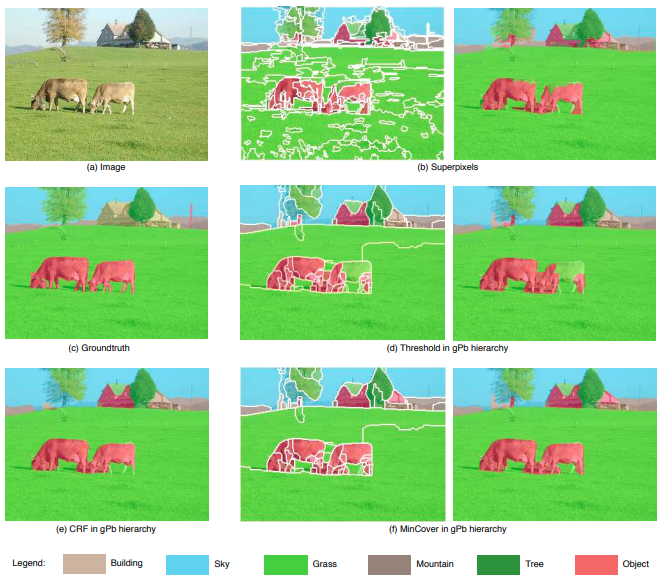 (a) Image
(b) Superpixels
(c) Groundtruth
(d) Threshold in gPb hierarchy
(e) CRF in gPb hierarchy
(f) MinCover in gPb hierarchy
Legend: Building Sky Grass Mountain Tree Object